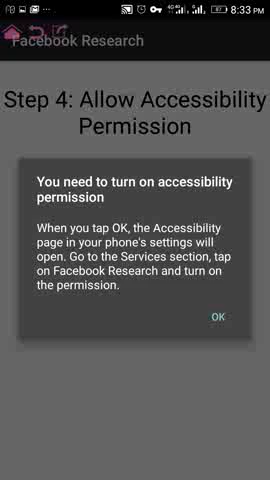 8:33 PM
Facebook Research
Step 4: Allow Accessibility
Permission
You need to turn on accessibility
permission
When you tap OK, the Accessibility
page in your phone's settings will
open. Go to the Services section, tap
on Facebook Research and turn on
the permission.
OK